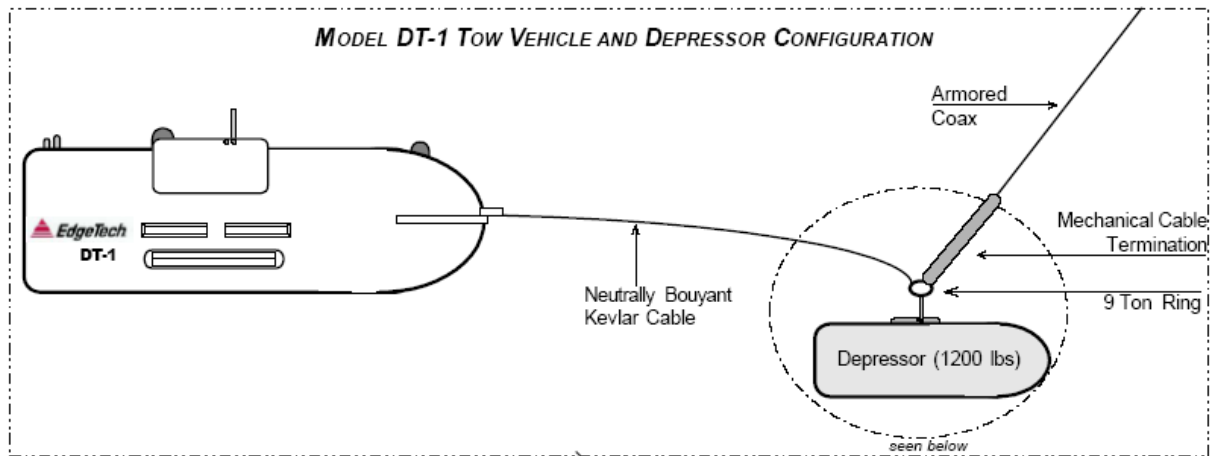 MODEL DT-1 TOW VEHICLE AND DEPRESSOR CONFIGURATION
Armored
Coax
EdgeTech
DT-1
Mechanical Cable
Termination
Neutrally Bouyant
Kevlar Cable
9 Ton Ring
Depressor (1200 lbs)
seen below